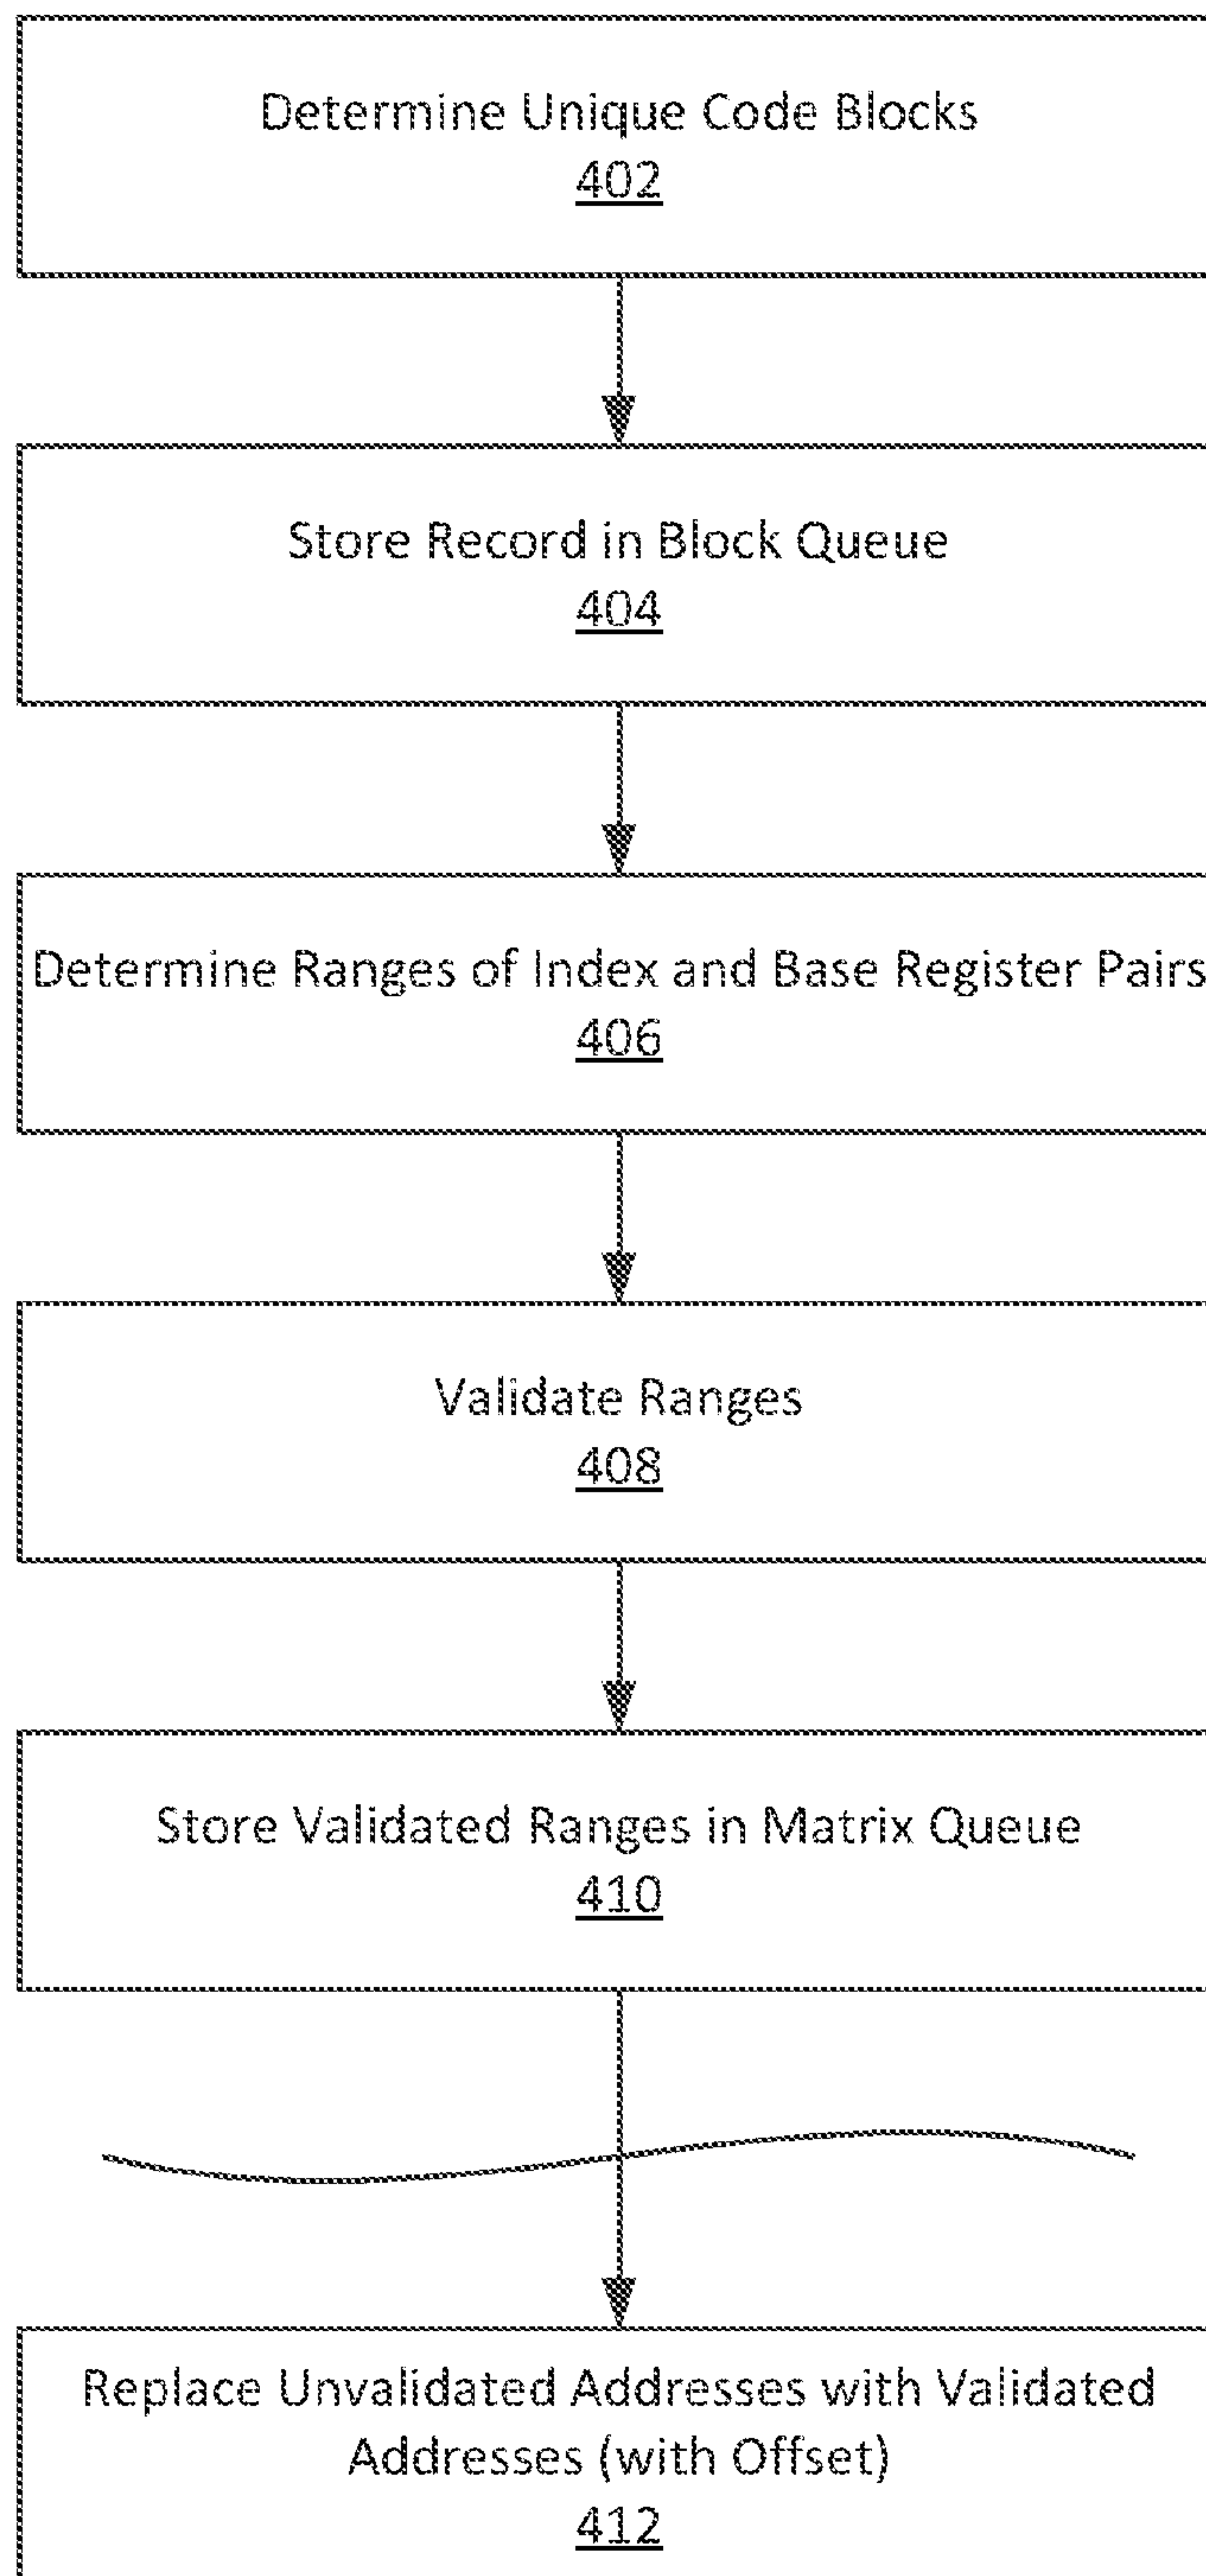 Determine Unique Code Blocks
402
Store Record in Block Queue
404
Determine Ranges of Index and Base Register Pairs
406
Validate Ranges
408
Store Validated Ranges in Matrix Queue
410
Replace Unvalidated Addresses with Validated
Addresses (with Offset)
412